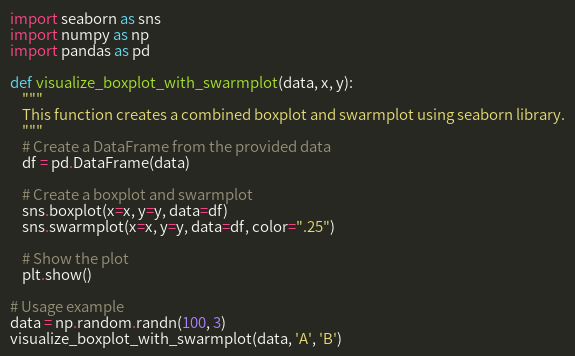 import seaborn as sns
import numpy as np
import pandas as pd

def visualize_boxplot_with_swarmplot(data, x, y):
    """
    This function creates a combined boxplot and swarmplot using seaborn library.
    """
    # Create a DataFrame from the provided data
    df = pd.DataFrame(data)

    # Create a boxplot and swarmplot
    sns.boxplot(x=x, y=y, data=df)
    sns.swarmplot(x=x, y=y, data=df, color=".25")

    # Show the plot
    plt.show()

# Usage example
data = np.random.randn(100, 3)
visualize_boxplot_with_swarmplot(data, 'A', 'B')